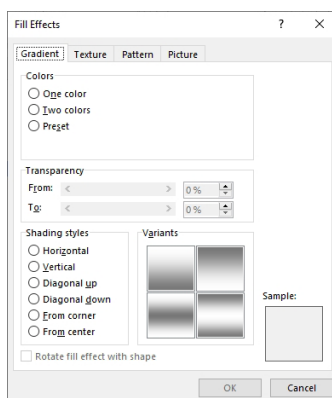 Fill Effects ? ×
Gradient Texture Pattern Picture
Colors
One color
Two colors
Preset
Transparency
From: < > 0 %
To: < > 0 %
Shading styles
Horizontal
Vertical
Diagonal up
Diagonal down
From corner
From center
Variants
Sample:
Rotate fill effect with shape
OK Cancel